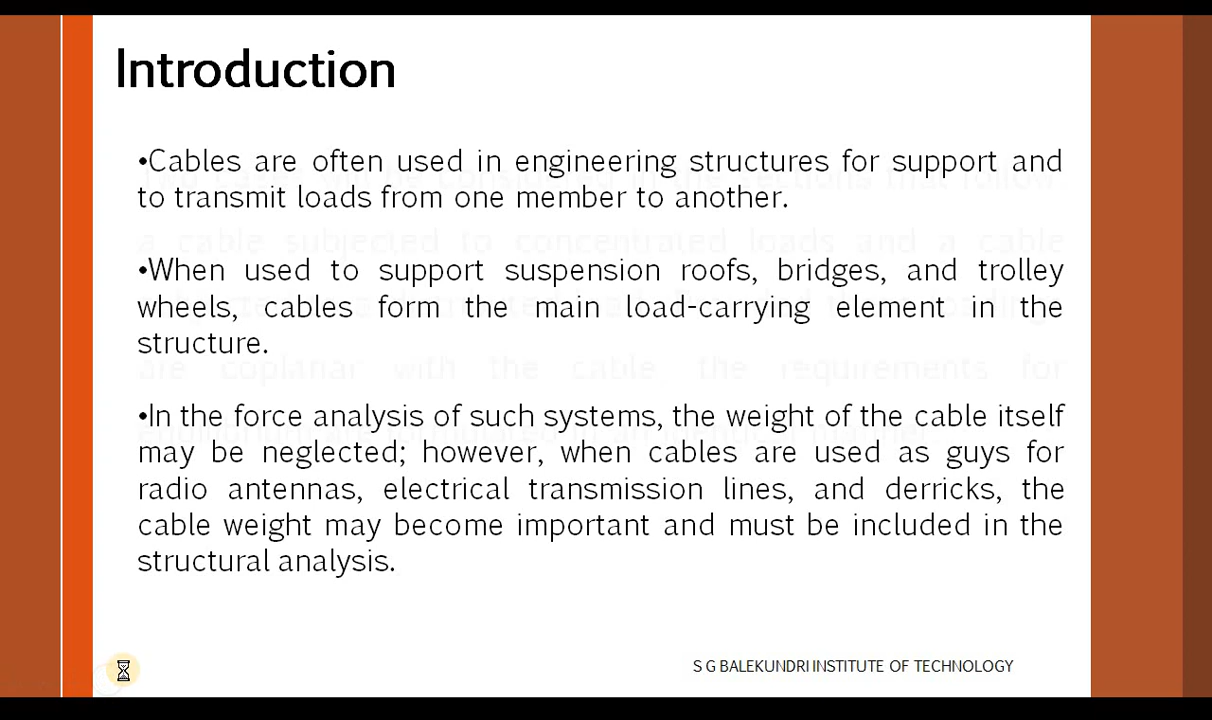 Introduction
•Cables are often used in engineering structures for support and
to transmit loads from one member to another.
•When used to support suspension roofs, bridges, and trolley
wheels, cables form the main load-carrying element in the
structure.
•In the force analysis of such systems, the weight of the cable itself
may be neglected; however, when cables are used as guys for
radio antennas, electrical transmission lines, and derricks, the
cable weight may become important and must be included in the
structural analysis.
S G BALEKUNDRI INSTITUTE OF TECHNOLOGY